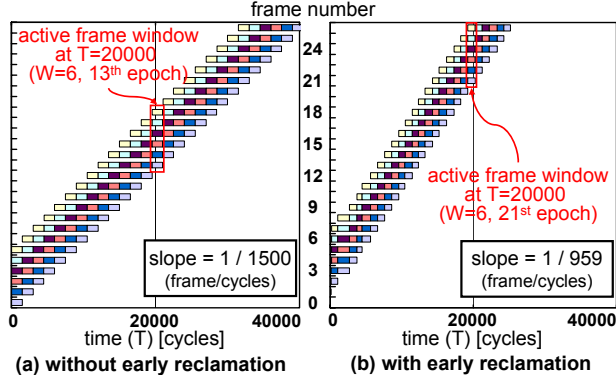 frame number
active frame window
at T=20000
(W=6, 13th epoch)
slope = 1 / 1500
(frame/cycles)
0
20000
40000
time (T) [cycles]
(a) without early reclamation
24
21
18
15
12
9
6
3
0
active frame window
at T=20000
(W=6, 21st epoch)
slope = 1 / 959
(frame/cycles)
0
20000
40000
time (T) [cycles]
(b) with early reclamation